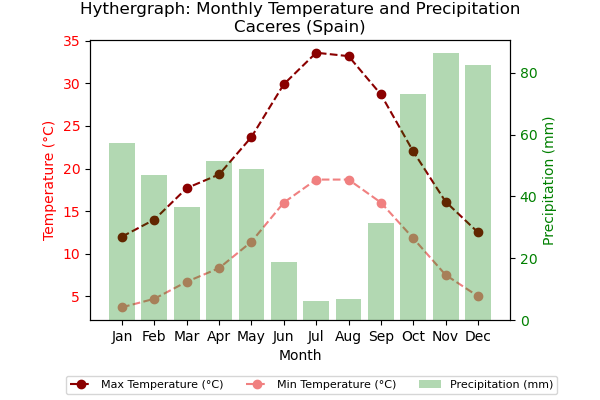 Hythergraph: Monthly Temperature and Precipitation
Caceres (Spain)
35
30
25
20
15
10
5
Temperature (°C)
80
60
40
20
0
Precipitation (mm)
Jan Feb Mar Apr May Jun Jul Aug Sep Oct Nov Dec
Month
Max Temperature (°C) Min Temperature (°C) Precipitation (mm)